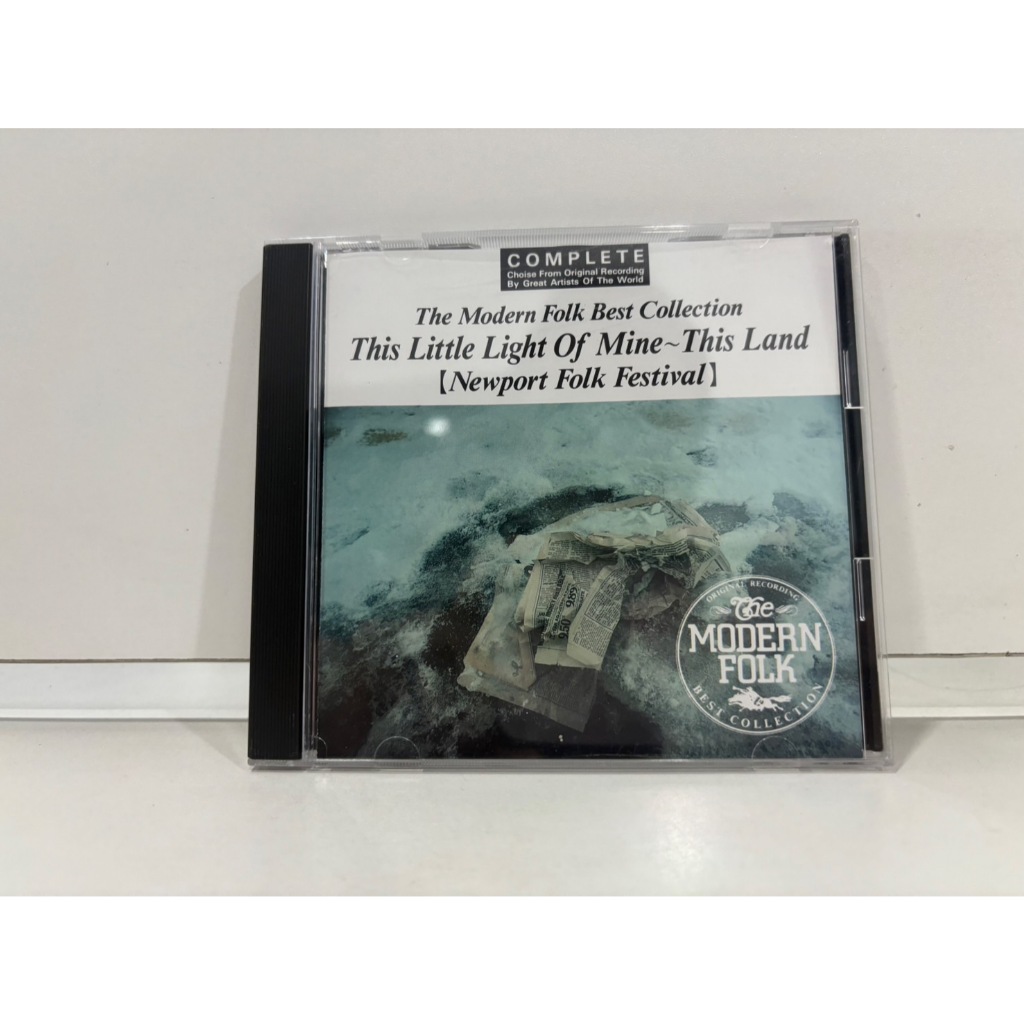 COMPLETE
Choise From Original Recording
By Great Artists Of The World
The Modern Folk Best Collection
This Little Light Of Mine~This Land
【Newport Folk Festival】
ORIGINAL RECORDING
The
MODERN
FOLK
BEST COLLECTION